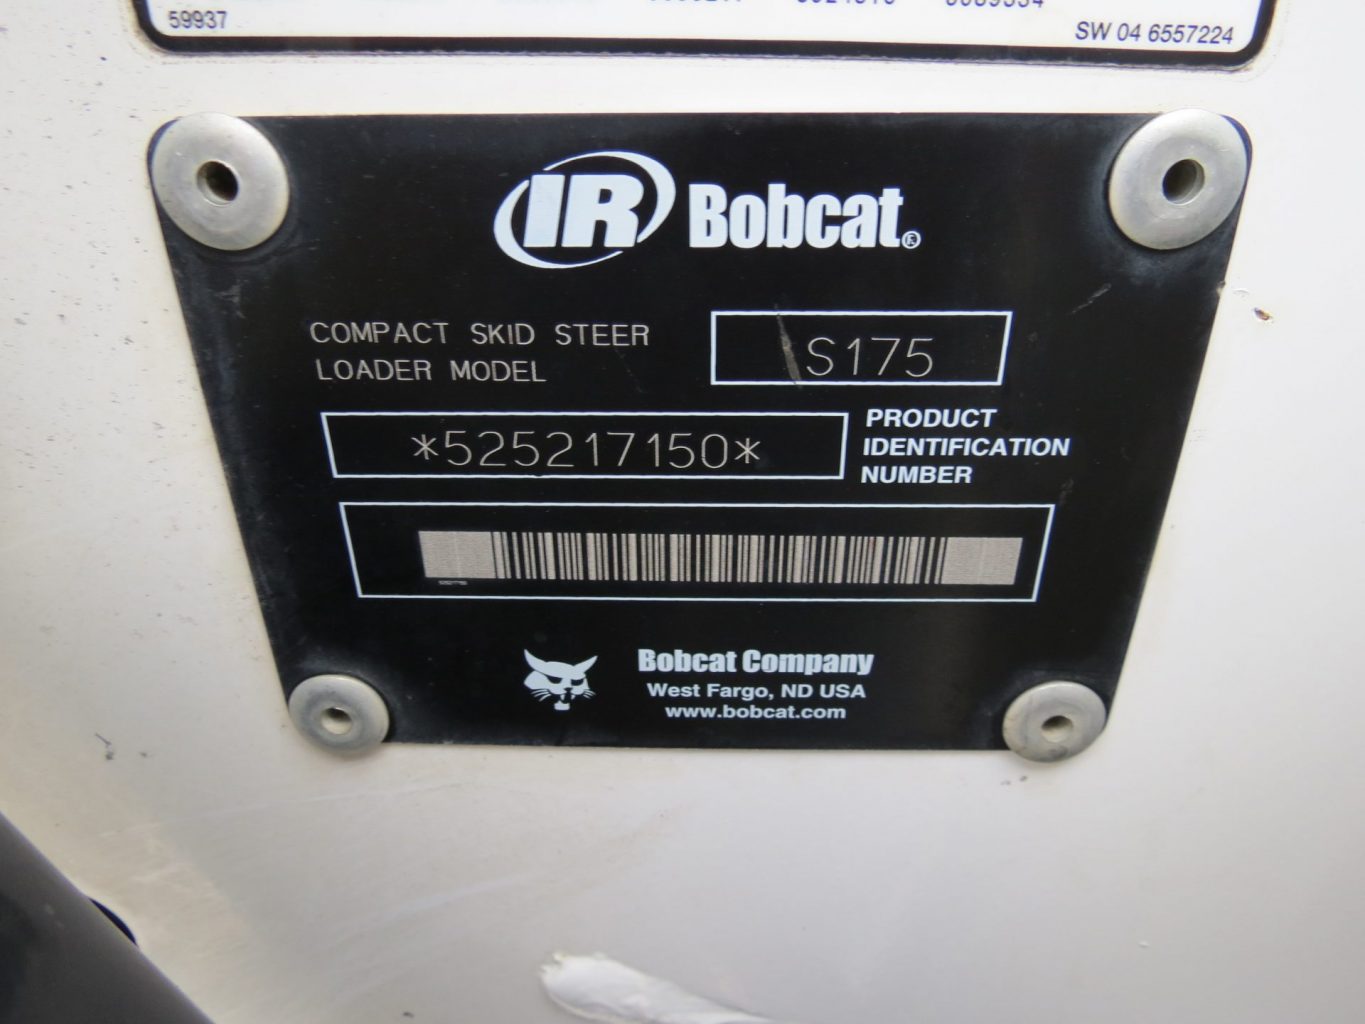 59937
SW 04 6557224
IR Bobcat®
COMPACT SKID STEER
LOADER MODEL
S175
*525217150*
PRODUCT
IDENTIFICATION
NUMBER
Bobcat Company
West Fargo, ND USA
www.bobcat.com